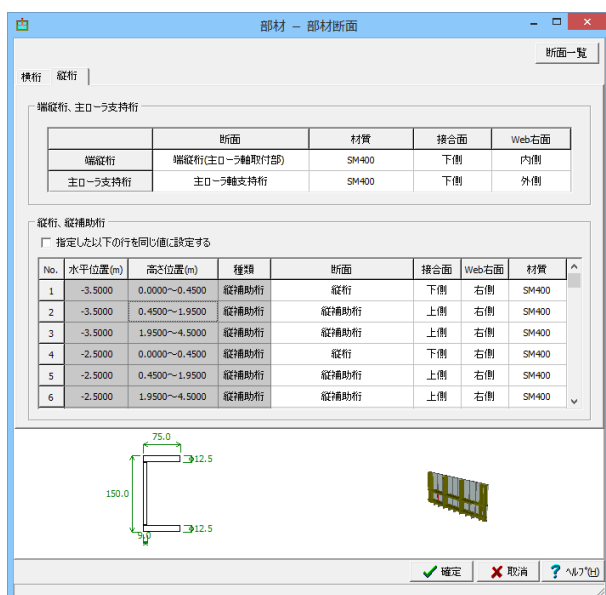 部材 － 部材断面
断面一覧
横桁 縦桁
端縦桁、主ローラ支持桁
断面 材質 接合面 Web右面
端縦桁 端縦桁(主ローラ軸取付部) SM400 下側 内側
主ローラ支持桁 主ローラ軸支持桁 SM400 下側 外側
縦桁、縦補助桁
指定した以下の行を同じ値に設定する
No. 水平位置(m) 高さ位置(m) 種類 断面 接合面 Web右面 材質
1 -3.5000 0.0000～0.4500 縦補助桁 縦桁 下側 右側 SM400
2 -3.5000 0.4500～1.9500 縦補助桁 縦補助桁 上側 右側 SM400
3 -3.5000 1.9500～4.5000 縦補助桁 縦補助桁 上側 右側 SM400
4 -2.5000 0.0000～0.4500 縦補助桁 縦桁 下側 右側 SM400
5 -2.5000 0.4500～1.9500 縦補助桁 縦補助桁 上側 右側 SM400
6 -2.5000 1.9500～4.5000 縦補助桁 縦補助桁 上側 右側 SM400
75.0
12.5
150.0
12.5
9.0
確定 取消 ? ヘルプ(H)